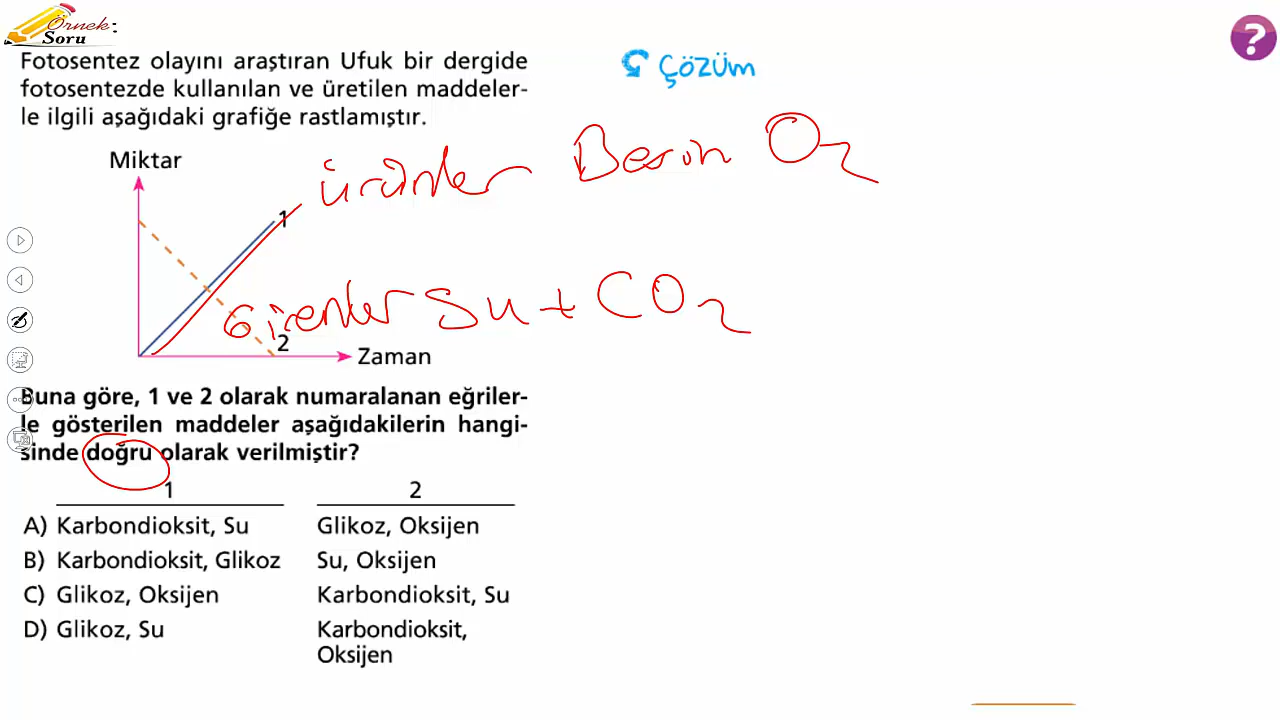 Örnek
Soru :
?
Fotosentez olayını araştıran Ufuk bir dergide
fotosentezde kullanılan ve üretilen maddeler-
le ilgili aşağıdaki grafiğe rastlamıştır.
Çözüm
Miktar
1
ürünler Besin O2
Girenler Su + CO2
2
Zaman
Buna göre, 1 ve 2 olarak numaralanan eğriler-
le gösterilen maddeler aşağıdakilerin hangi-
sinde doğru olarak verilmiştir?
1 2
A) Karbondioksit, Su Glikoz, Oksijen
B) Karbondioksit, Glikoz Su, Oksijen
C) Glikoz, Oksijen Karbondioksit, Su
D) Glikoz, Su Karbondioksit,
Oksijen